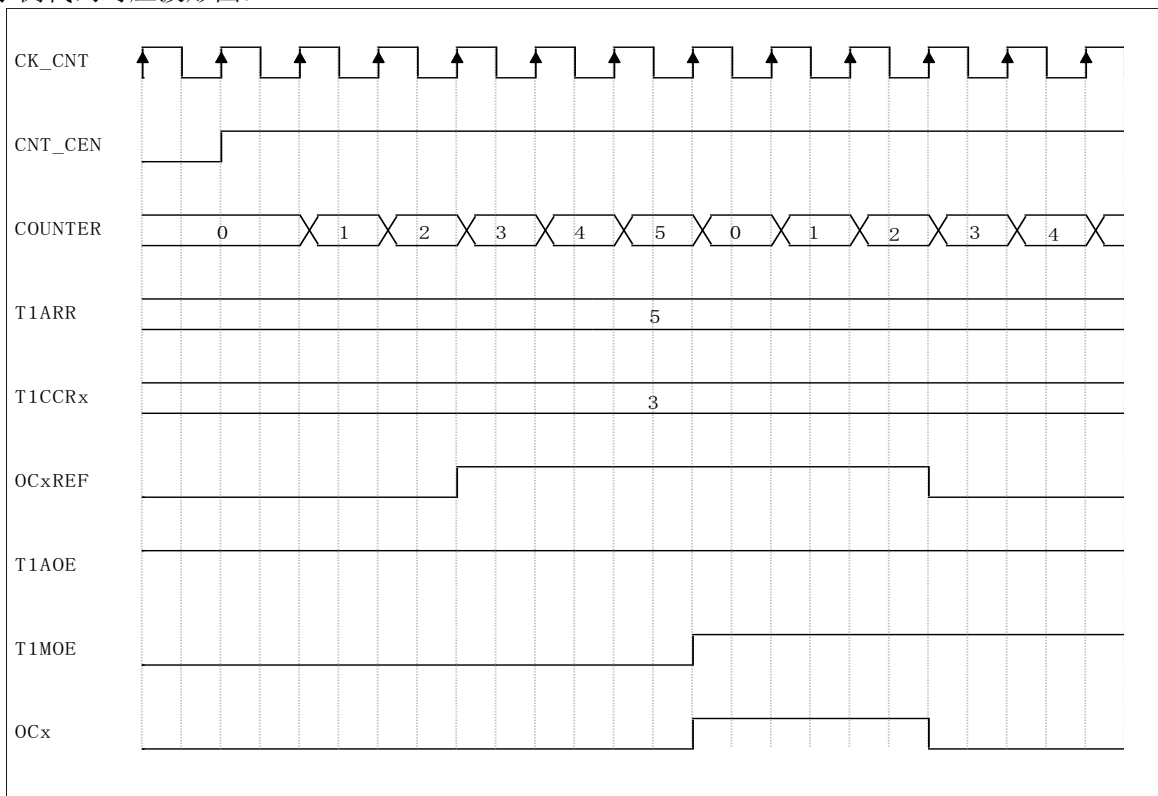 CK_CNT
CNT_CEN
COUNTER 0 1 2 3 4 5 0 1 2 3 4
T1ARR 5
T1CCRx 3
OCxREF
T1AOE
T1MOE
OCx